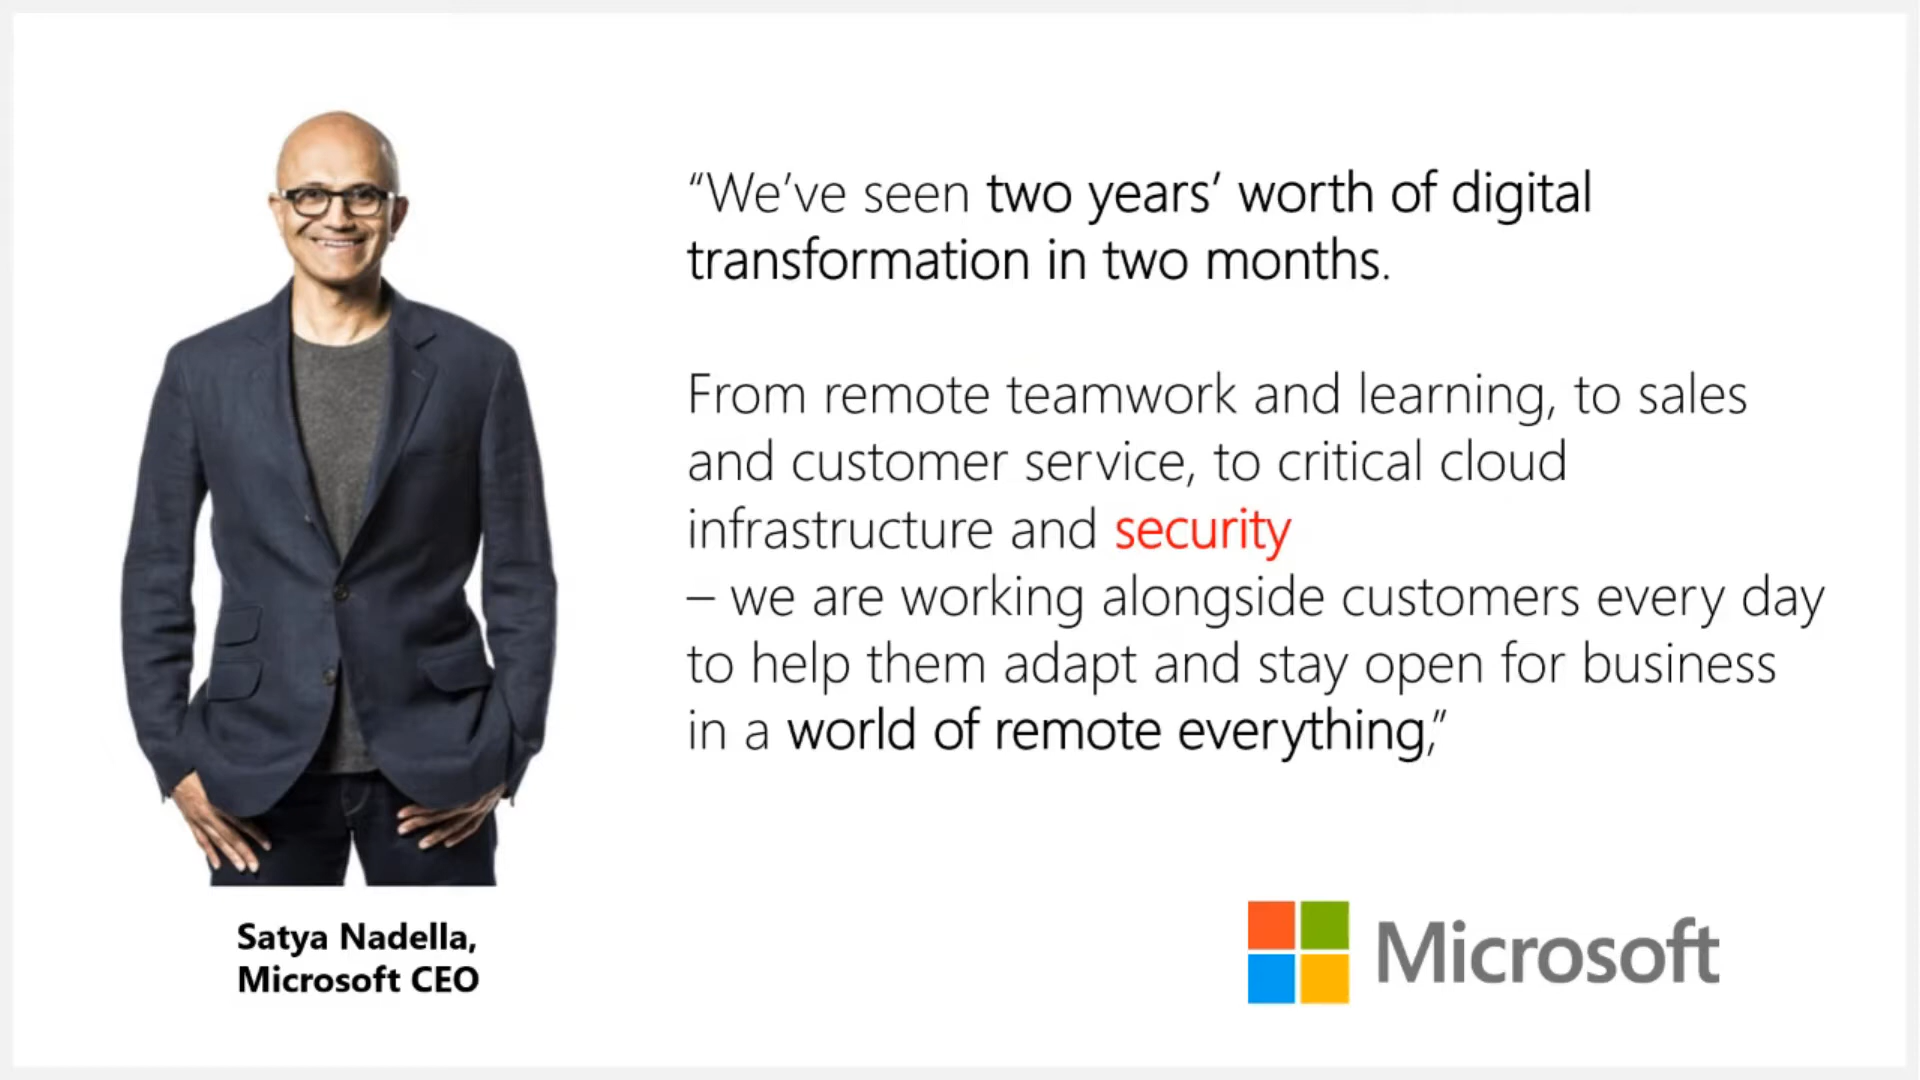 “We’ve seen two years’ worth of digital
transformation in two months.
From remote teamwork and learning, to sales
and customer service, to critical cloud
infrastructure and security
– we are working alongside customers every day
to help them adapt and stay open for business
in a world of remote everything,”
Satya Nadella,
Microsoft CEO
Microsoft